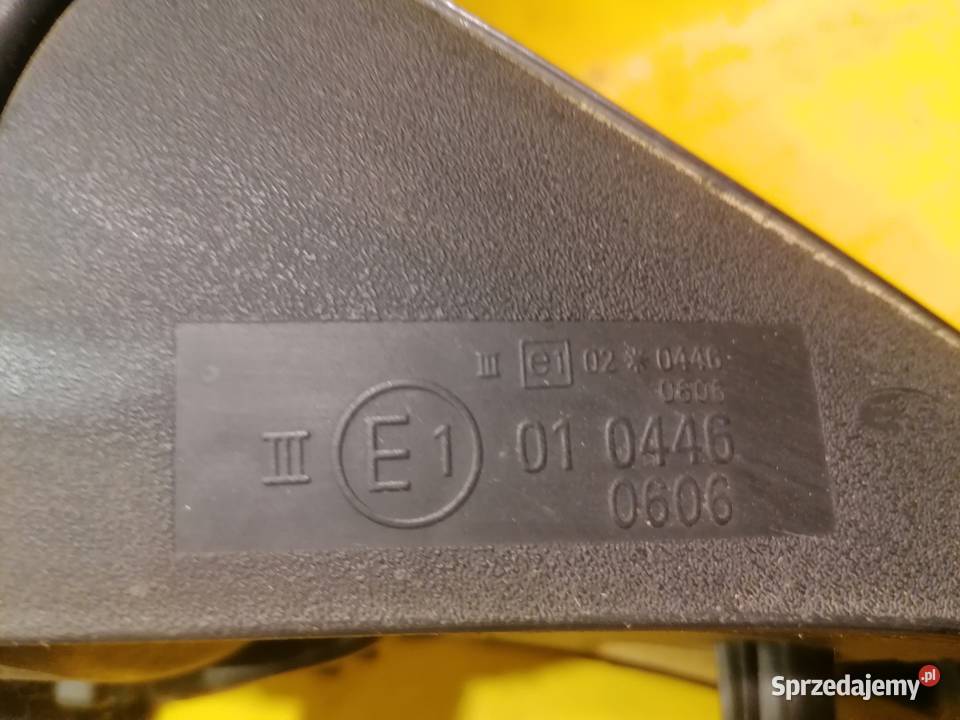 III e1 02 * 0446
0606
III E1 01 0446
0606
Sprzedajemy.pl